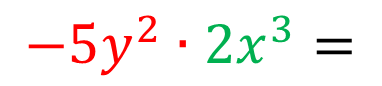 −5y² · 2x³ =